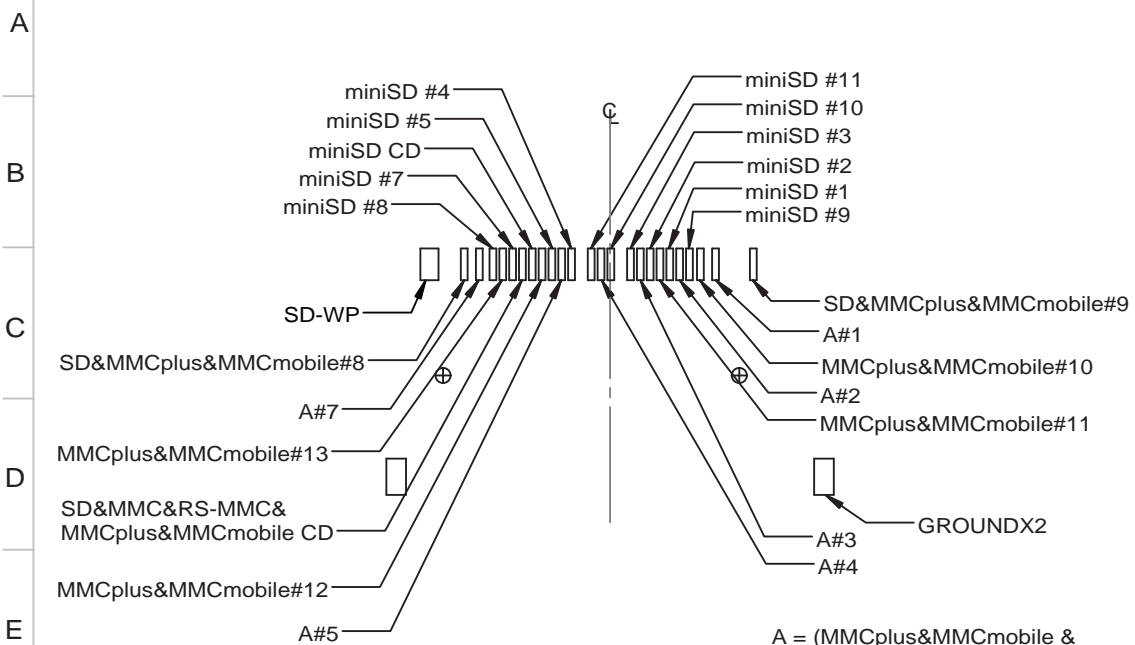 A
miniSD #11
miniSD #4
miniSD #10
℄
miniSD #5
miniSD #3
miniSD CD
miniSD #2
B
miniSD #7
miniSD #1
miniSD #8
miniSD #9
SD-WP
SD&MMCplus&MMCmobile#9
C
A#1
SD&MMCplus&MMCmobile#8
MMCplus&MMCmobile#10
A#2
A#7
MMCplus&MMCmobile#11
MMCplus&MMCmobile#13
D
SD&MMC&RS-MMC&
MMCplus&MMCmobile CD
GROUNDX2
A#3
A#4
MMCplus&MMCmobile#12
E
A#5
A = (MMCplus&MMCmobile &